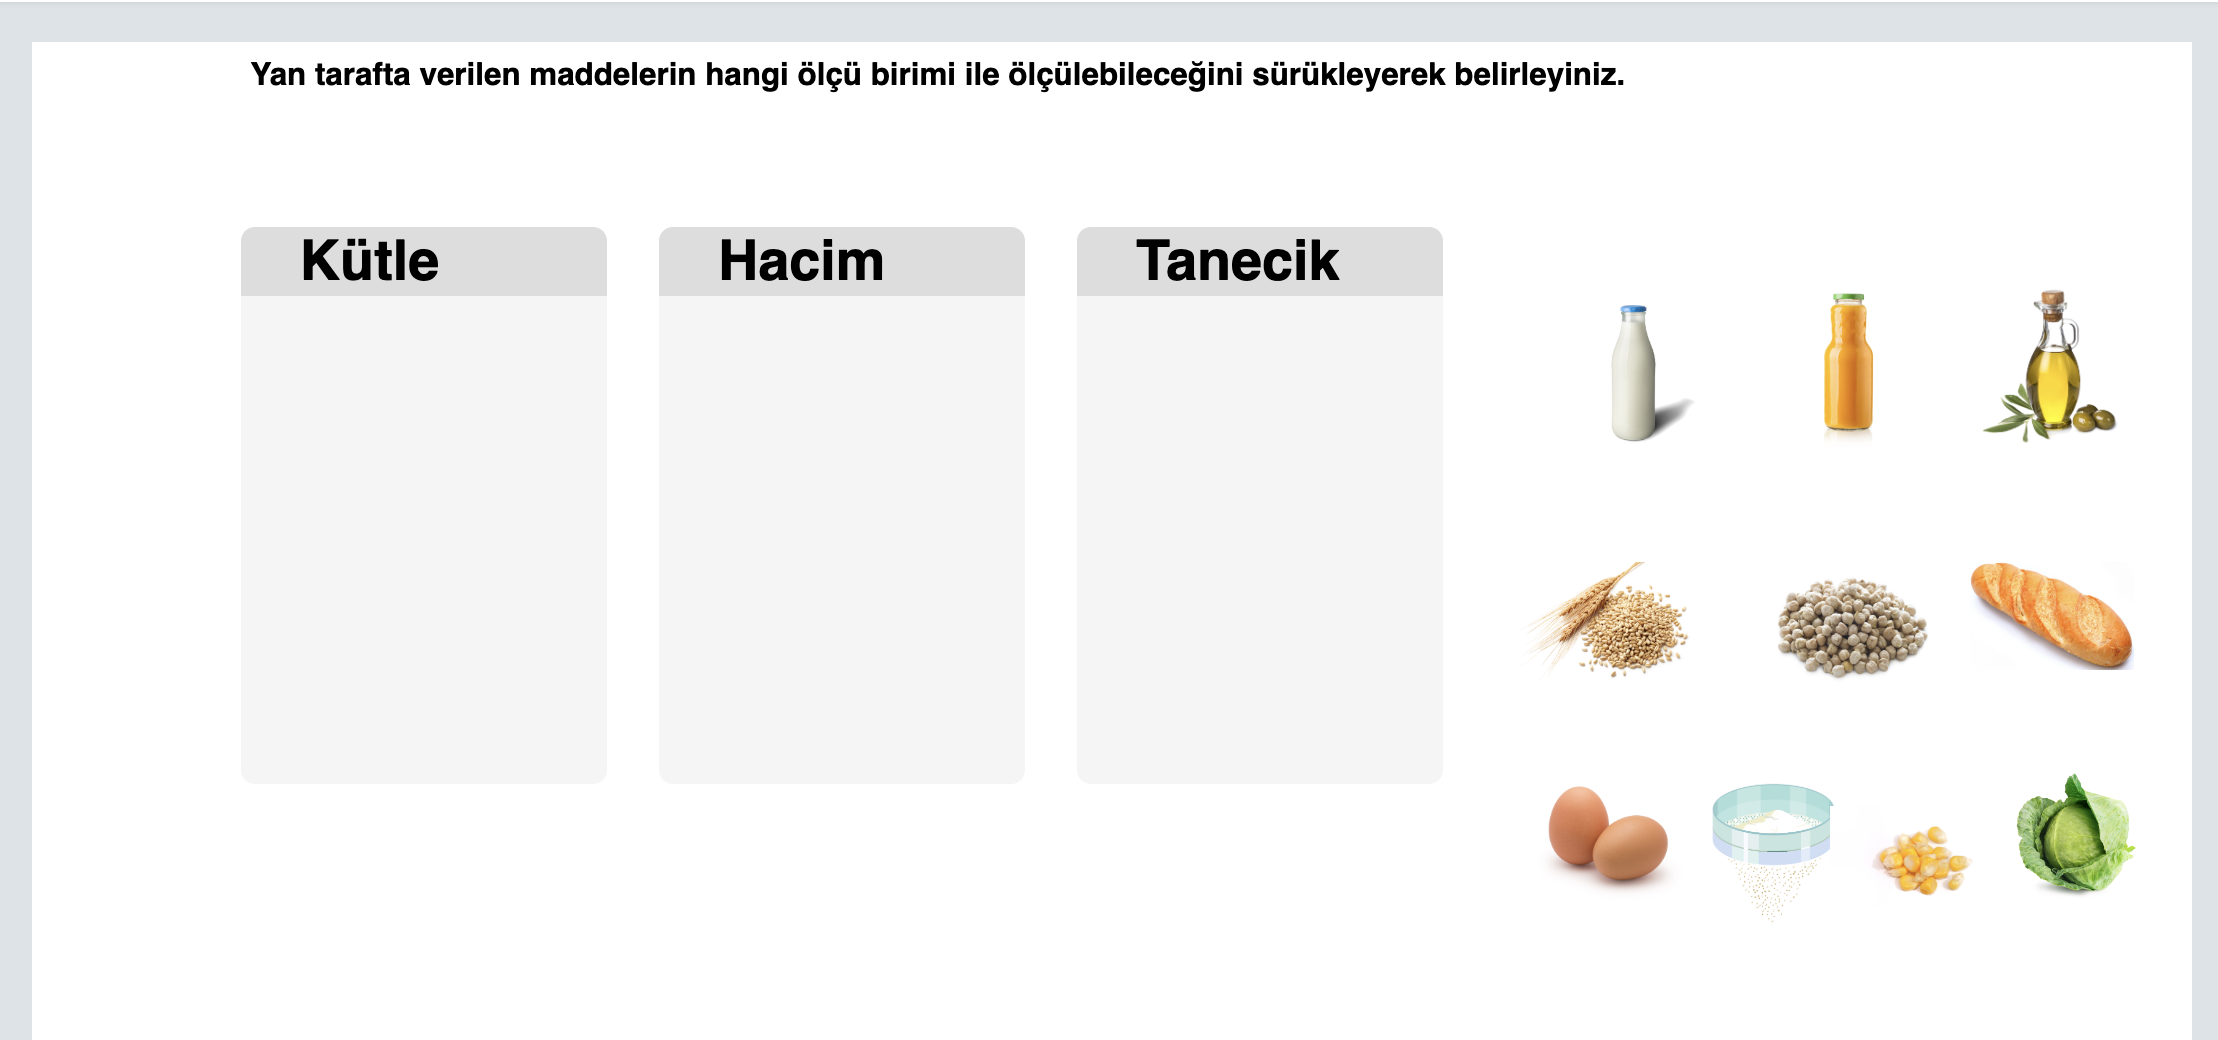 Yan tarafta verilen maddelerin hangi ölçü birimi ile ölçülebileceğini sürükleyerek belirleyiniz.
Kütle
Hacim
Tanecik